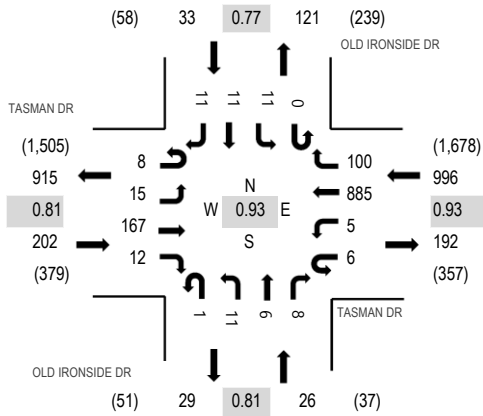 (58) 33 0.77 121 (239)
OLD IRONSIDE DR
11 11 11 0
TASMAN DR
(1,505) (1,678)
8 100
915 996
15 885
N
0.81 W 0.93 E 0.93
167 5
S
202 12 6 192
(379) (357)
1 11 6 8
TASMAN DR
OLD IRONSIDE DR
(51) 29 0.81 26 (37)